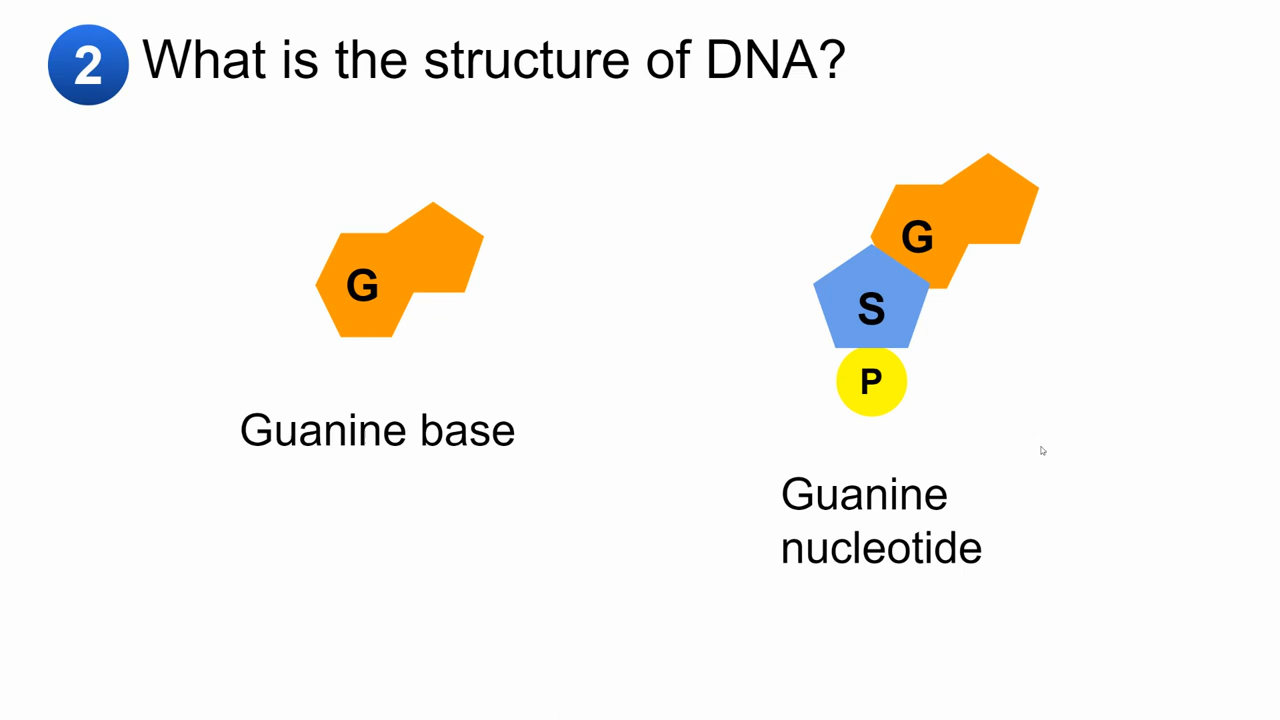 2 What is the structure of DNA?
G
G
S
P
Guanine base
Guanine
nucleotide